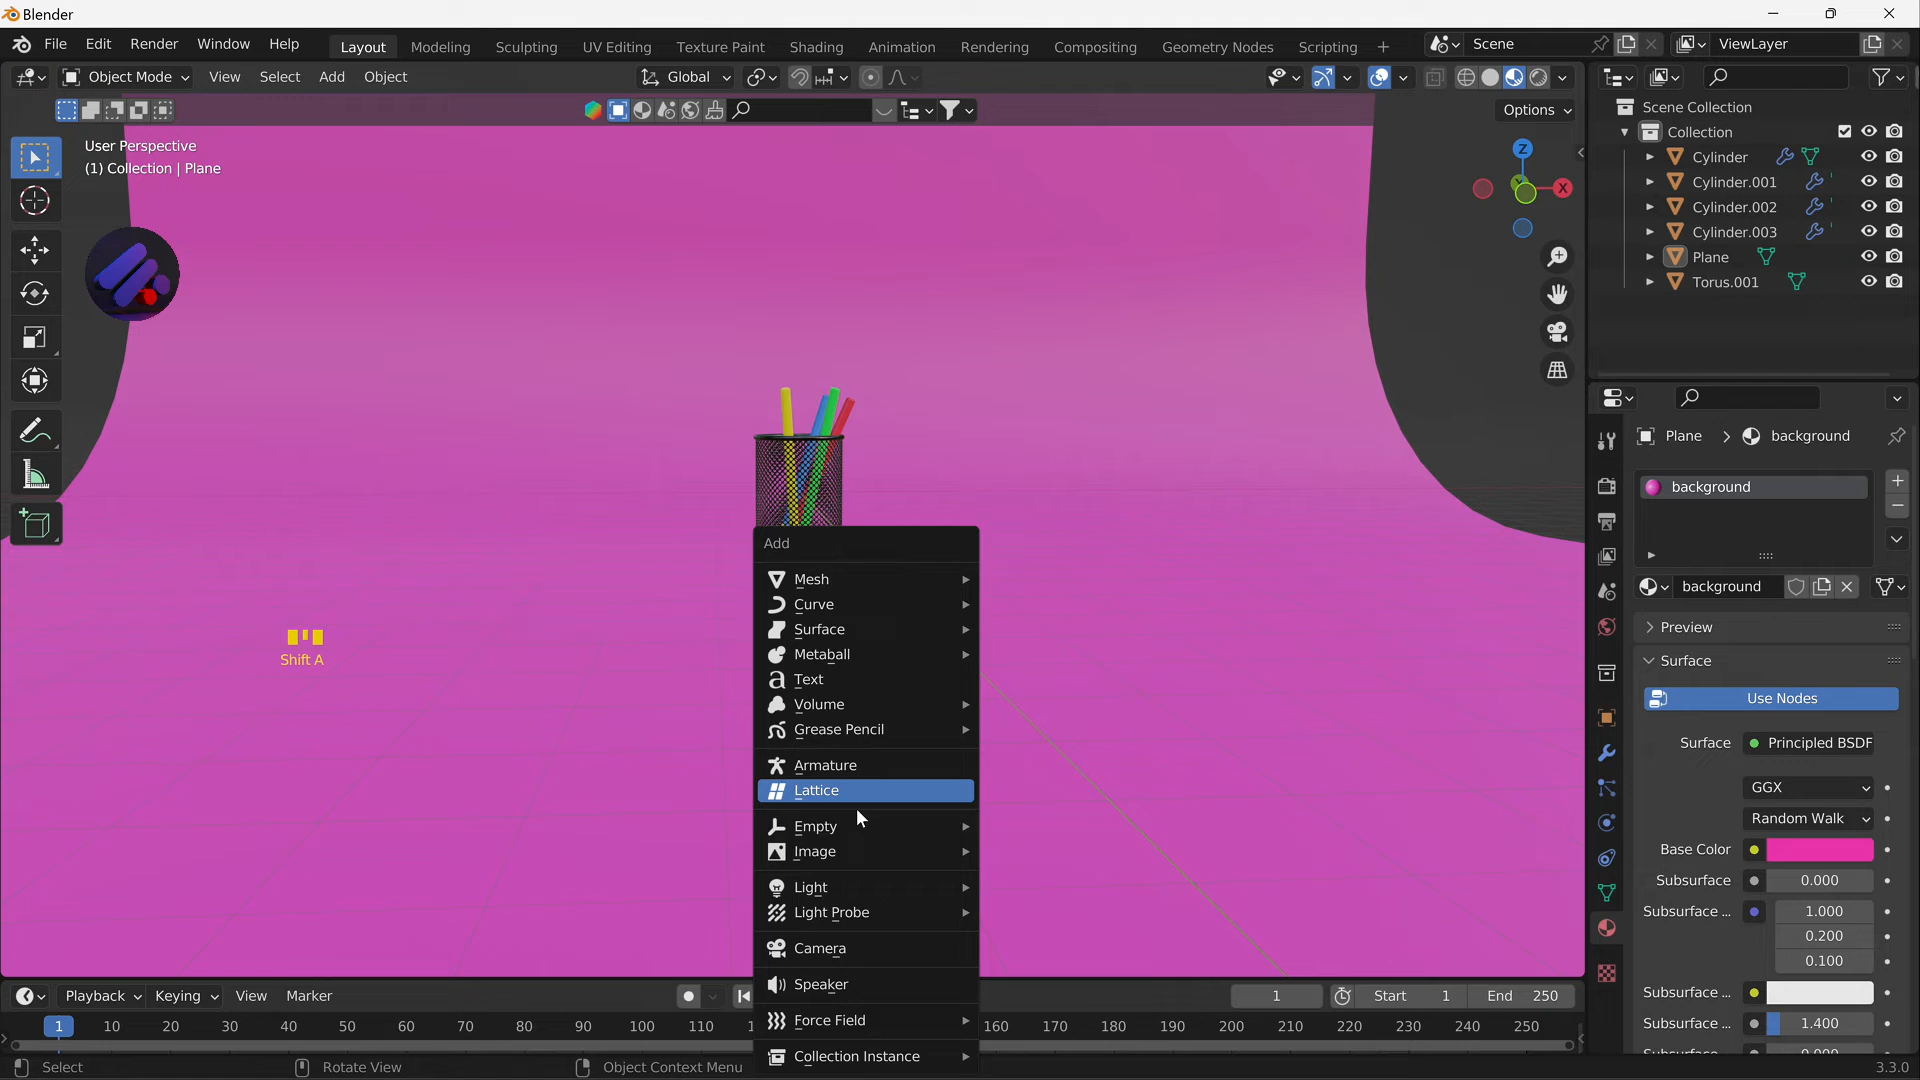 Blender
File Edit Render Window Help
Layout Modeling Sculpting UV Editing Texture Paint Shading Animation Rendering Compositing Geometry Nodes Scripting +
Scene
ViewLayer
Object Mode View Select Add Object
Global
Options
User Perspective
(1) Collection | Plane
Z
X
Scene Collection
Collection
Cylinder
Cylinder.001
Cylinder.002
Cylinder.003
Plane
Torus.001
Plane > background
background
background
Preview
Surface
Use Nodes
Surface Principled BSDF
GGX
Random Walk
Base Color
Subsurface 0.000
Subsurface ... 1.000
0.200
0.100
Subsurface ...
Subsurface ... 1.400
Shift A
Add
Mesh
Curve
Surface
Metaball
Text
Volume
Grease Pencil
Armature
Lattice
Empty
Image
Light
Light Probe
Camera
Speaker
Force Field
Collection Instance
Playback Keying View Marker
1 Start 1 End 250
1 10 20 30 40 50 60 70 80 90 100 110 160 170 180 190 200 210 220 230 240 250
Select Rotate View Object Context Menu
3.3.0